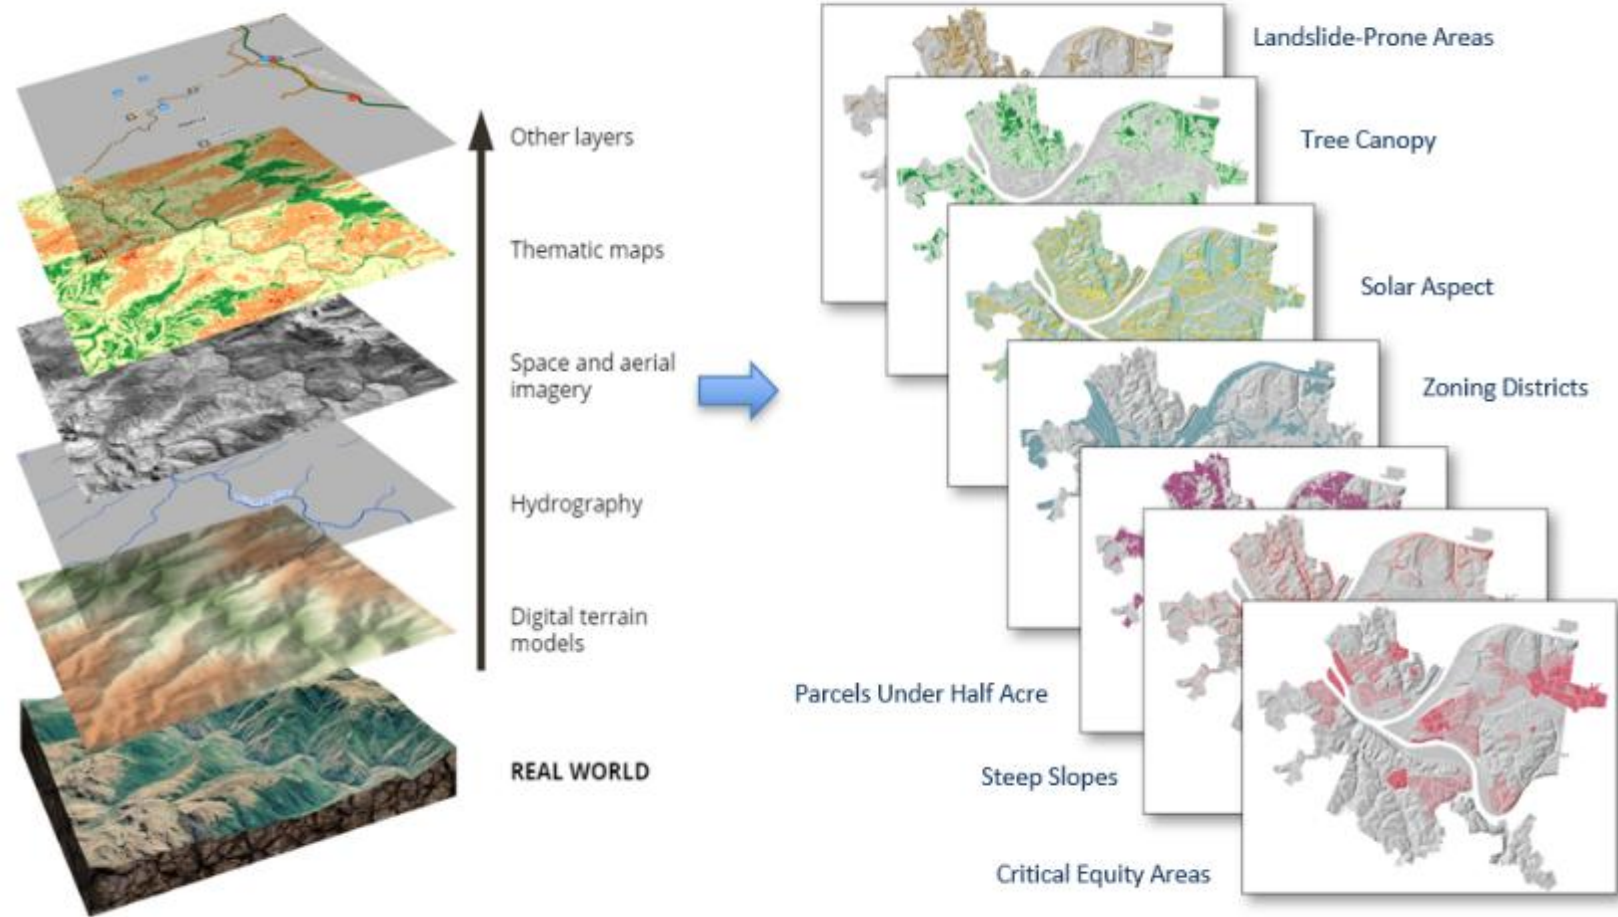 Other layers
Thematic maps
Space and aerial
imagery
Hydrography
Digital terrain
models
REAL WORLD
Landslide-Prone Areas
Tree Canopy
Solar Aspect
Zoning Districts
Parcels Under Half Acre
Steep Slopes
Critical Equity Areas